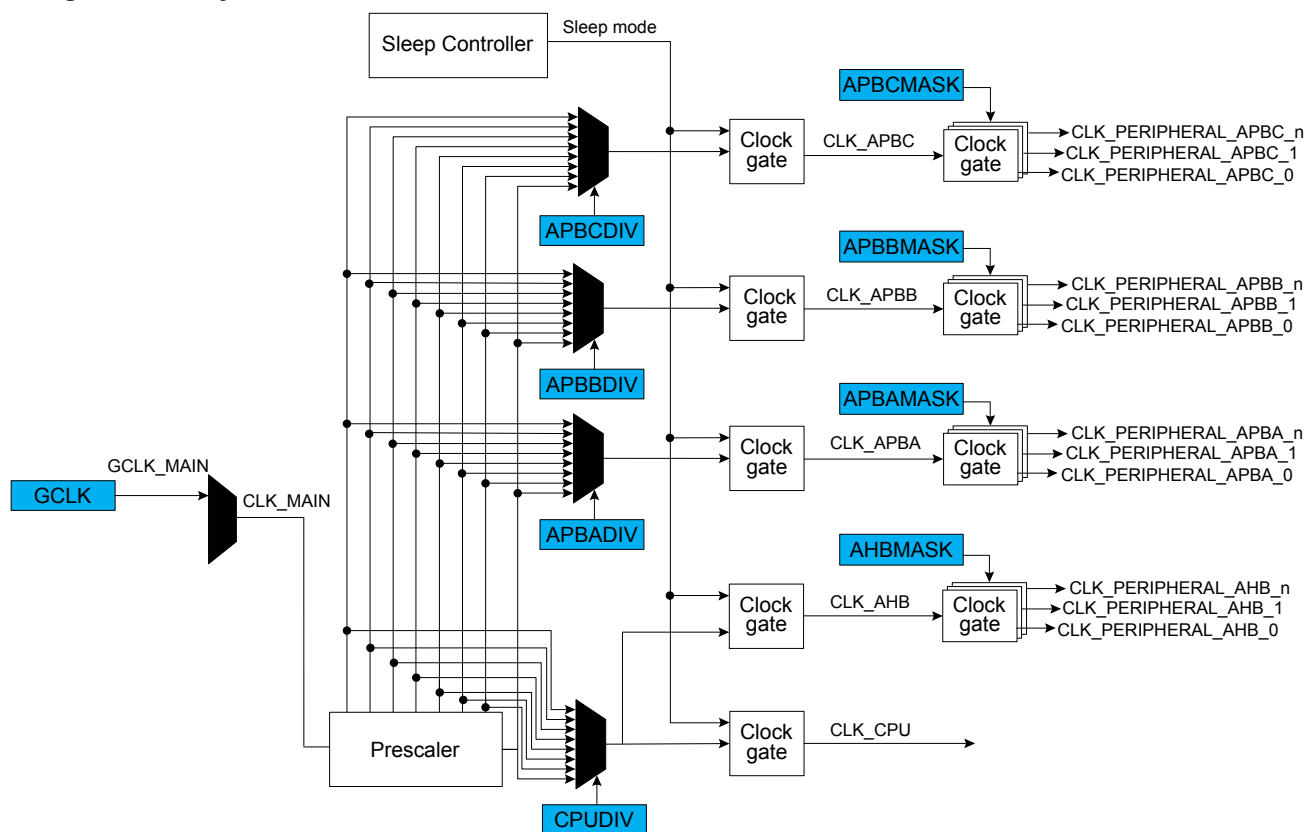 Sleep Controller
Sleep mode
APBCMASK
Clock
gate
CLK_APBC
Clock
gate
CLK_PERIPHERAL_APBC_n
CLK_PERIPHERAL_APBC_1
CLK_PERIPHERAL_APBC_0
APBCDIV
APBBMASK
Clock
gate
CLK_APBB
Clock
gate
CLK_PERIPHERAL_APBB_n
CLK_PERIPHERAL_APBB_1
CLK_PERIPHERAL_APBB_0
APBBDIV
APBAMASK
Clock
gate
CLK_APBA
Clock
gate
CLK_PERIPHERAL_APBA_n
CLK_PERIPHERAL_APBA_1
CLK_PERIPHERAL_APBA_0
GCLK
GCLK_MAIN
CLK_MAIN
APBADIV
AHBMASK
Clock
gate
CLK_AHB
Clock
gate
CLK_PERIPHERAL_AHB_n
CLK_PERIPHERAL_AHB_1
CLK_PERIPHERAL_AHB_0
Prescaler
Clock
gate
CLK_CPU
CPUDIV